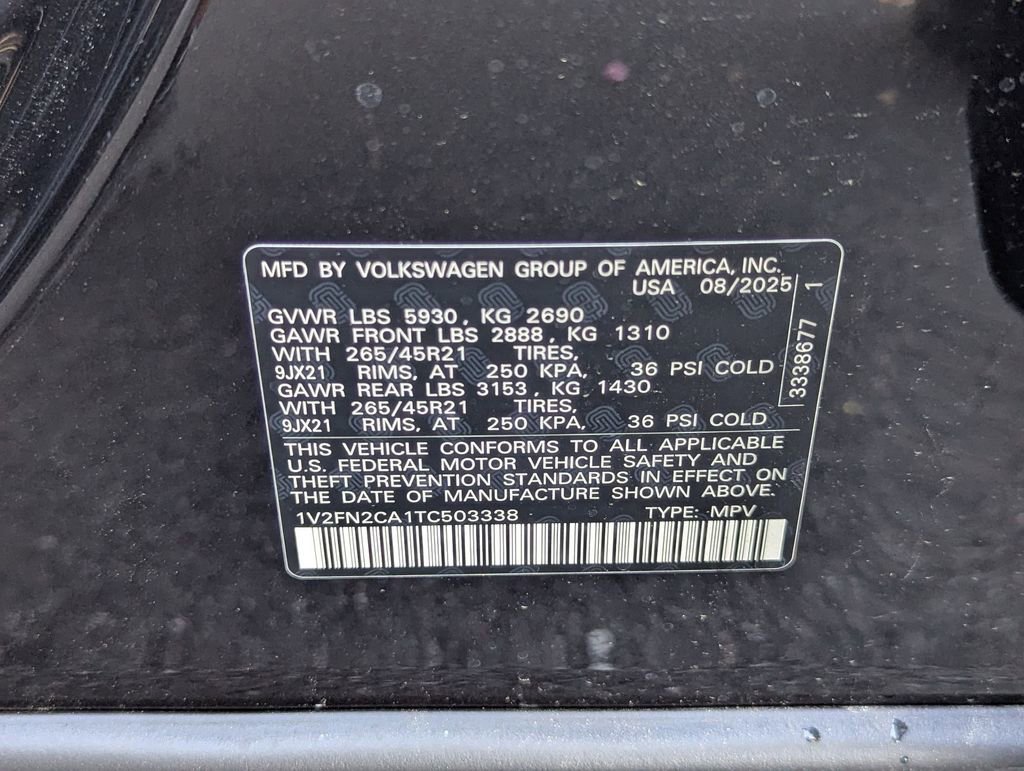 MFD BY VOLKSWAGEN GROUP OF AMERICA, INC.
USA 08/2025
GVWR LBS 5930, KG 2690
GAWR FRONT LBS 2888, KG 1310
WITH 265/45R21 TIRES,
9JX21 RIMS, AT 250 KPA, 36 PSI COLD
GAWR REAR LBS 3153, KG 1430
WITH 265/45R21 TIRES,
9JX21 RIMS, AT 250 KPA, 36 PSI COLD
3338677 1
THIS VEHICLE CONFORMS TO ALL APPLICABLE
U.S. FEDERAL MOTOR VEHICLE SAFETY AND
THEFT PREVENTION STANDARDS IN EFFECT ON
THE DATE OF MANUFACTURE SHOWN ABOVE.
1V2FN2CA1TC503338 TYPE: MPV